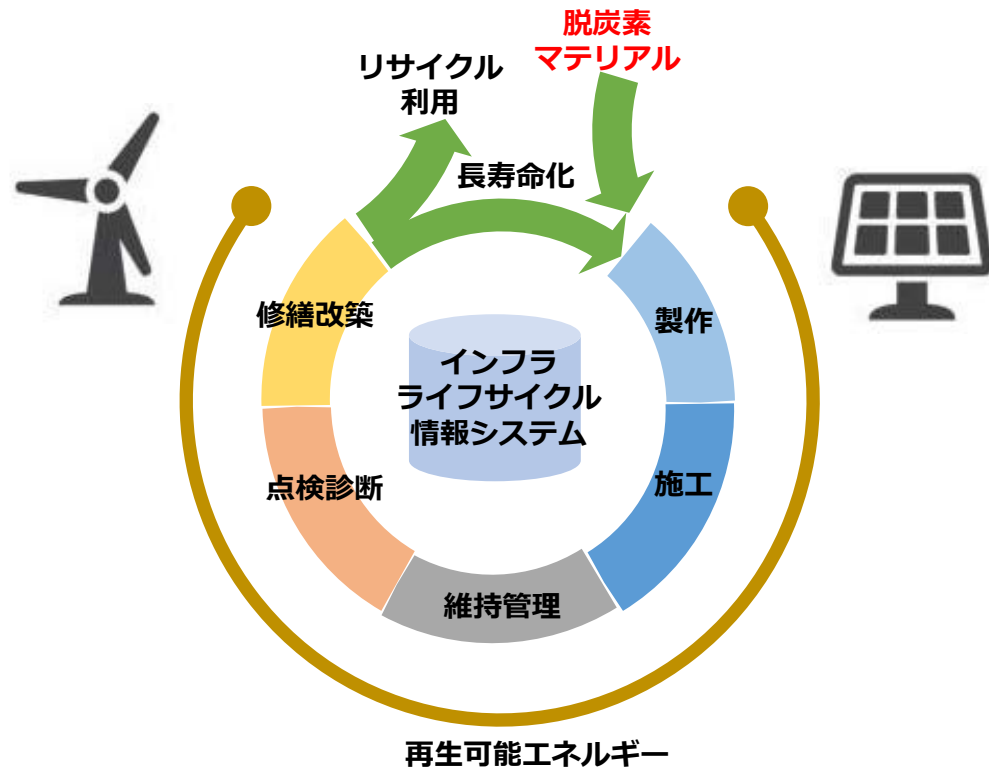 脱炭素
マテリアル
リサイクル
利用
長寿命化
修繕改築
製作
インフラ
ライフサイクル
情報システム
点検診断
施工
維持管理
再生可能エネルギー